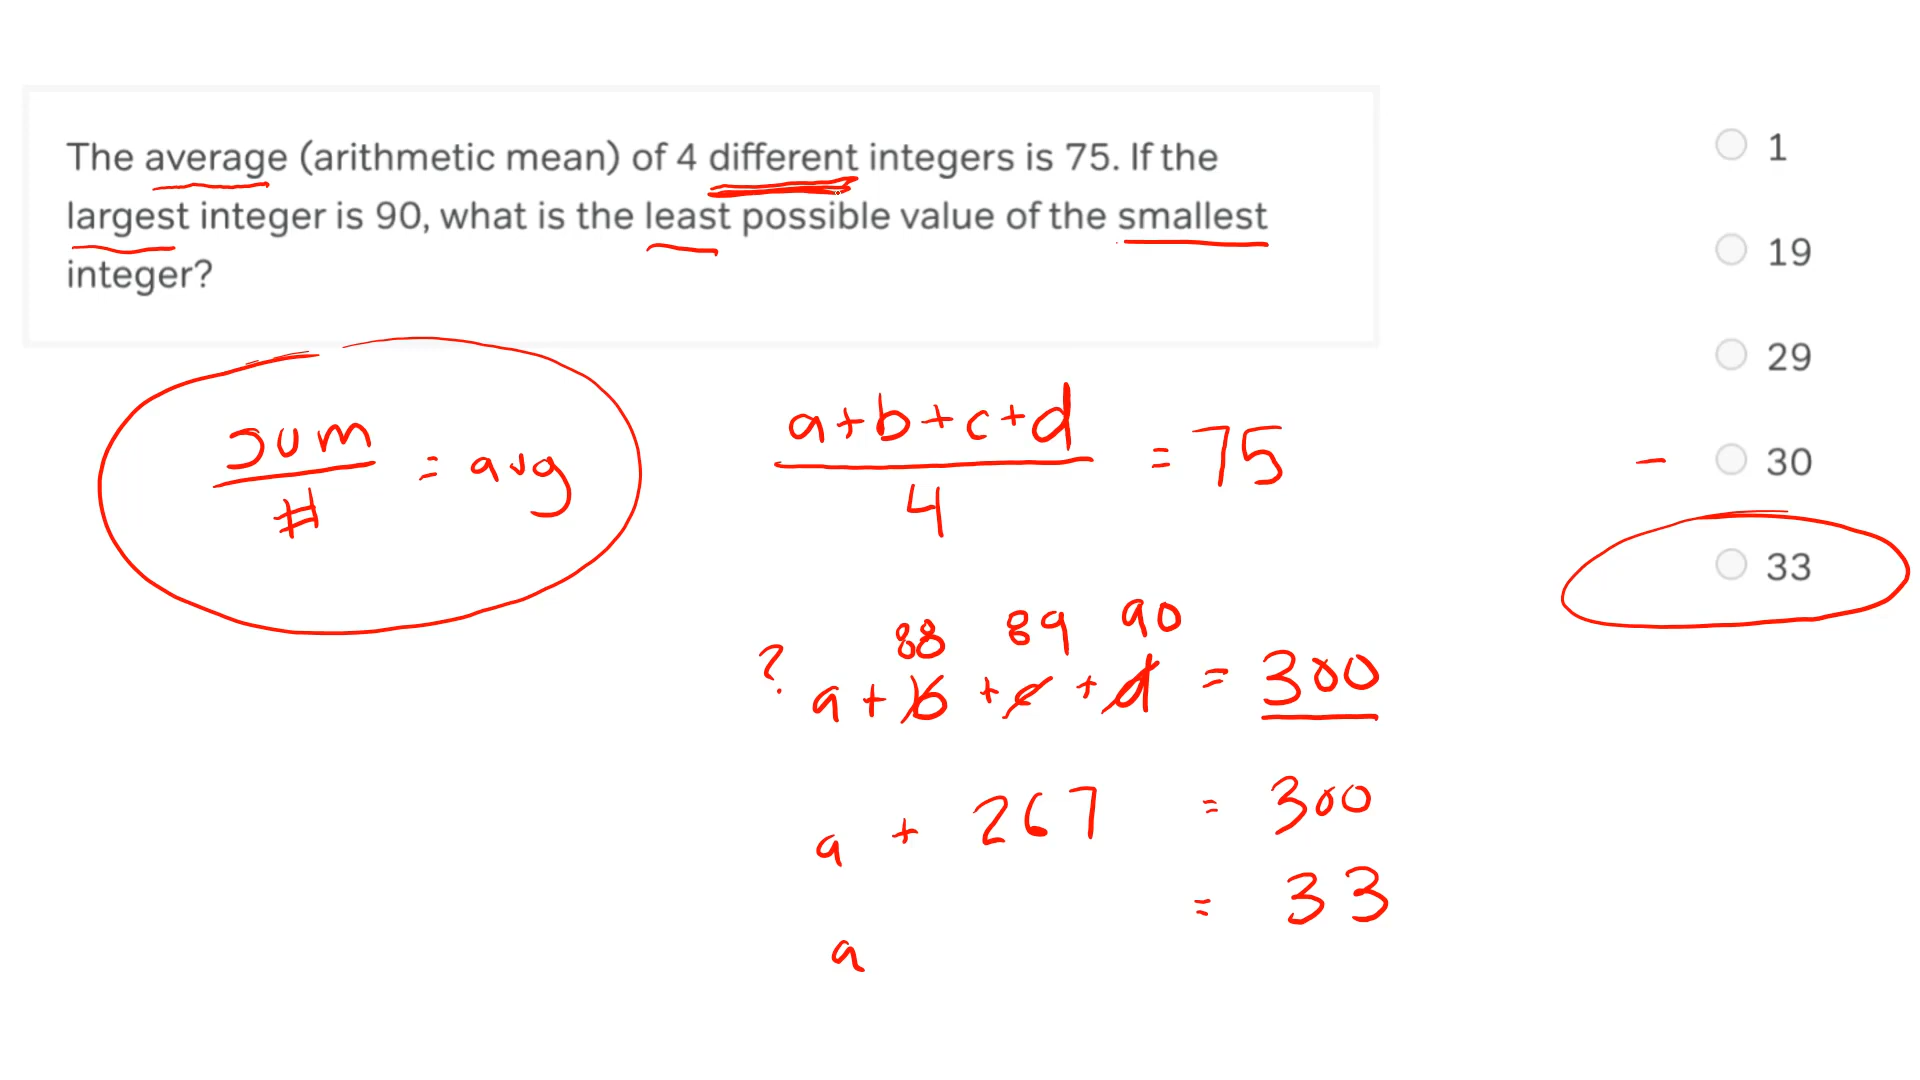 The average (arithmetic mean) of 4 different integers is 75. If the
largest integer is 90, what is the least possible value of the smallest
integer?
1
19
29
- 30
33
sum
# = avg
a+b+c+d
4 = 75
88 89 90
? a + b + c + d = 300
a + 267 = 300
a = 33